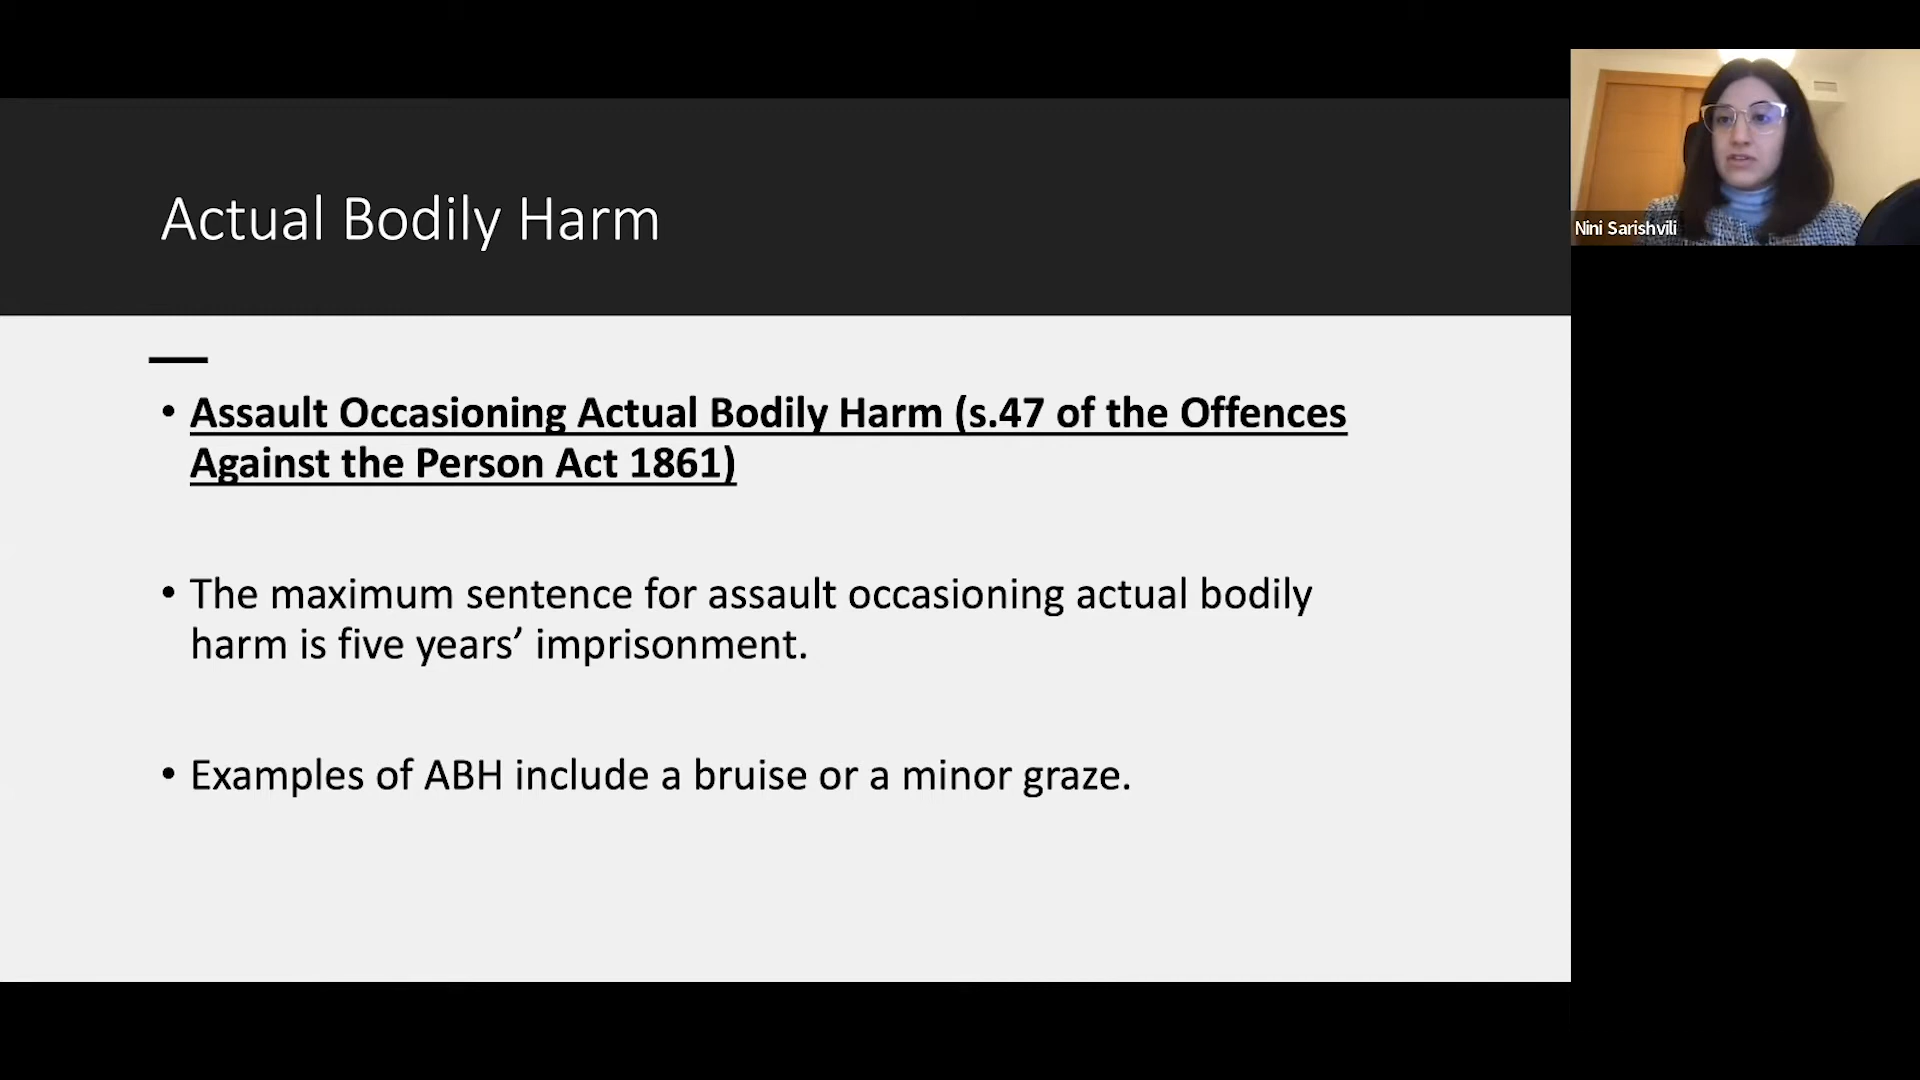 Actual Bodily Harm
• Assault Occasioning Actual Bodily Harm (s.47 of the Offences
Against the Person Act 1861)
• The maximum sentence for assault occasioning actual bodily
harm is five years’ imprisonment.
• Examples of ABH include a bruise or a minor graze.
Nini Sarishvili